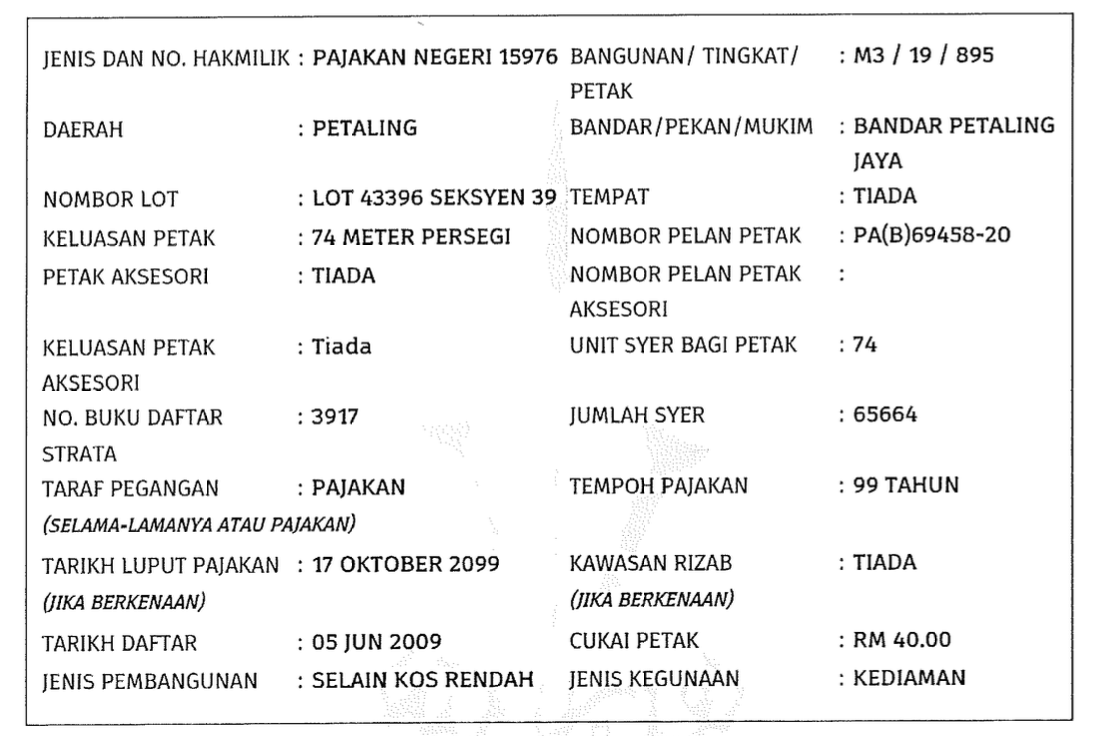 JENIS DAN NO. HAKMILIK : PAJAKAN NEGERI 15976 BANGUNAN/ TINGKAT/ : M3 / 19 / 895
PETAK
DAERAH : PETALING BANDAR/PEKAN/MUKIM : BANDAR PETALING
JAYA
NOMBOR LOT : LOT 43396 SEKSYEN 39 TEMPAT : TIADA
KELUASAN PETAK : 74 METER PERSEGI NOMBOR PELAN PETAK : PA(B)69458-20
PETAK AKSESORI : TIADA NOMBOR PELAN PETAK :
AKSESORI
KELUASAN PETAK : Tiada UNIT SYER BAGI PETAK : 74
AKSESORI
NO. BUKU DAFTAR : 3917 JUMLAH SYER : 65664
STRATA
TARAF PEGANGAN : PAJAKAN TEMPOH PAJAKAN : 99 TAHUN
(SELAMA-LAMANYA ATAU PAJAKAN)
TARIKH LUPUT PAJAKAN : 17 OKTOBER 2099 KAWASAN RIZAB : TIADA
(JIKA BERKENAAN) (JIKA BERKENAAN)
TARIKH DAFTAR : 05 JUN 2009 CUKAI PETAK : RM 40.00
JENIS PEMBANGUNAN : SELAIN KOS RENDAH JENIS KEGUNAAN : KEDIAMAN